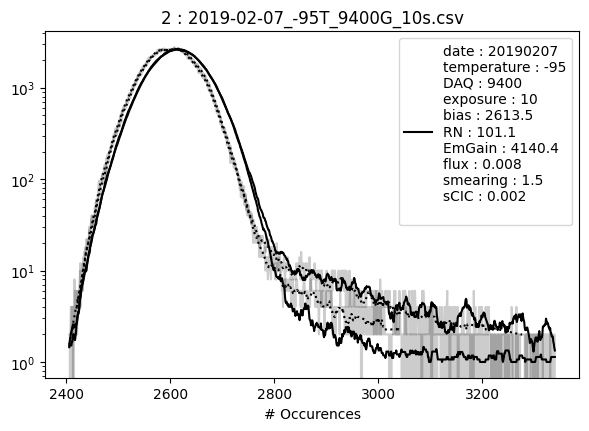 2 : 2019-02-07_-95T_9400G_10s.csv
date : 20190207
temperature : -95
DAQ : 9400
exposure : 10
bias : 2613.5
RN : 101.1
EmGain : 4140.4
flux : 0.008
smearing : 1.5
sCIC : 0.002
10³
10²
10¹
10⁰
2400 2600 2800 3000 3200
# Occurences